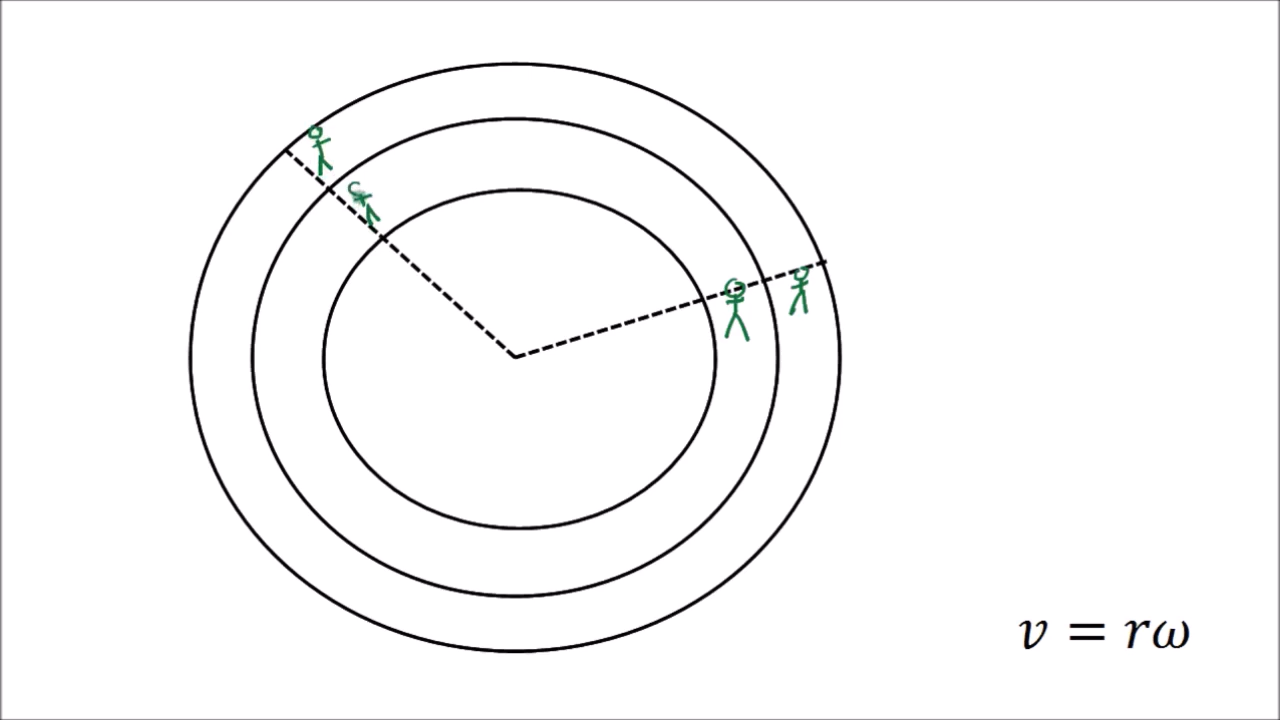 v = rω